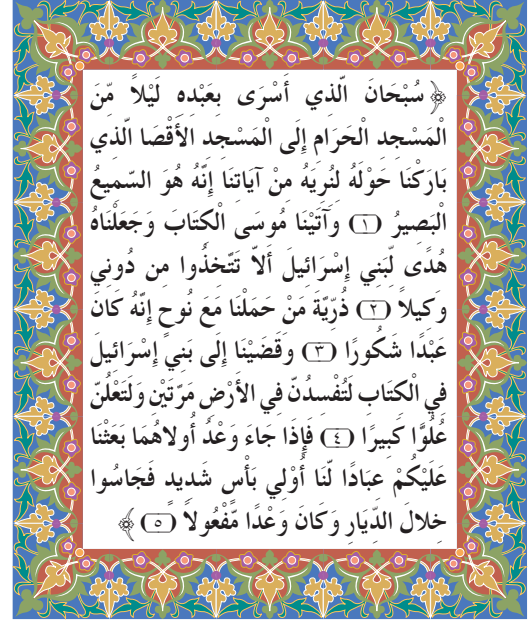 ﴿ سُبْحَانَ الَّذِي أَسْرَى بِعَبْدِهِ لَيْلاً مِّنَ
الْمَسْجِدِ الْحَرَامِ إِلَى الْمَسْجِدِ الأَقْصَا الَّذِي
بَارَكْنَا حَوْلَهُ لِنُرِيَهُ مِنْ آيَاتِنَا إِنَّهُ هُوَ السَّمِيعُ
الْبَصِيرُ (١) وَآتَيْنَا مُوسَى الْكِتَابَ وَجَعَلْنَاهُ
هُدًى لِّبَنِي إِسْرَائِيلَ أَلاَّ تَتَّخِذُوا مِن دُونِي
وَكِيلاً (٢) ذُرِّيَّةَ مَنْ حَمَلْنَا مَعَ نُوحٍ إِنَّهُ كَانَ
عَبْدًا شَكُورًا (٣) وَقَضَيْنَا إِلَى بَنِي إِسْرَائِيلَ
فِي الْكِتَابِ لَتُفْسِدُنَّ فِي الأَرْضِ مَرَّتَيْنِ وَلَتَعْلُنَّ
عُلُوًّا كَبِيرًا (٤) فَإِذَا جَاءَ وَعْدُ أُولاهُمَا بَعَثْنَا
عَلَيْكُمْ عِبَادًا لَّنَا أُوْلِي بَأْسٍ شَدِيدٍ فَجَاسُوا
خِلالَ الدِّيَارِ وَكَانَ وَعْدًا مَّفْعُولاً (٥) ﴾